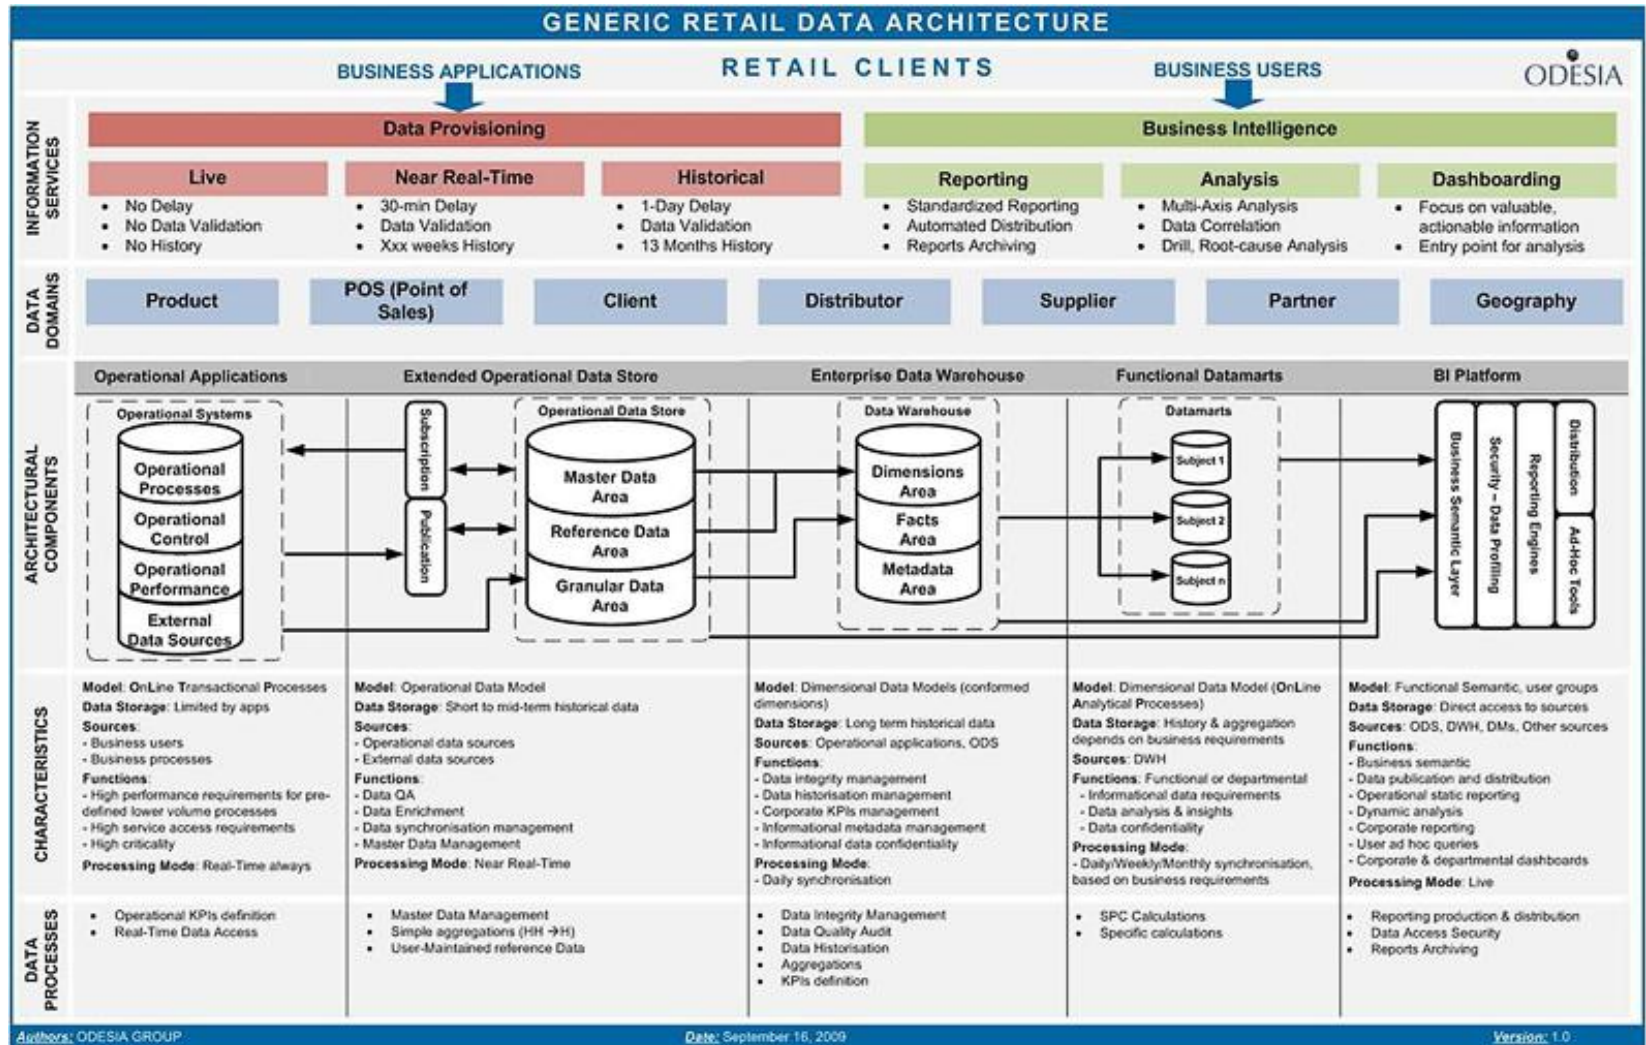 GENERIC RETAIL DATA ARCHITECTURE
BUSINESS APPLICATIONS
RETAIL CLIENTS
BUSINESS USERS
ODESIA
INFORMATION
SERVICES
Data Provisioning
Business Intelligence
Live
• No Delay
• No Data Validation
• No History
Near Real-Time
• 30-min Delay
• Data Validation
• Xxx weeks History
Historical
• 1-Day Delay
• Data Validation
• 13 Months History
Reporting
• Standardized Reporting
• Automated Distribution
• Reports Archiving
Analysis
• Multi-Axis Analysis
• Data Correlation
• Drill, Root-cause Analysis
Dashboarding
• Focus on valuable,
actionable information
• Entry point for analysis
DATA
DOMAINS
Product
POS (Point of
Sales)
Client
Distributor
Supplier
Partner
Geography
ARCHITECTURAL
COMPONENTS
Operational Applications
Extended Operational Data Store
Enterprise Data Warehouse
Functional Datamarts
BI Platform
Operational Systems
Operational
Processes
Operational
Control
Operational
Performance
External
Data Sources
Subscription
Publication
Operational Data Store
Master Data
Area
Reference Data
Area
Granular Data
Area
Data Warehouse
Dimensions
Area
Facts
Area
Metadata
Area
Datamarts
Subject 1
Subject 2
Subject n
Business Semantic Layer
Security – Data Profiling
Reporting Engines
Distribution
Ad-Hoc Tools
CHARACTERISTICS
Model: OnLine Transactional Processes
Data Storage: Limited by apps
Sources:
- Business users
- Business processes
Functions:
- High performance requirements for pre-
defined lower volume processes
- High service access requirements
- High criticality
Processing Mode: Real-Time always
Model: Operational Data Model
Data Storage: Short to mid-term historical data
Sources:
- Operational data sources
- External data sources
Functions:
- Data QA
- Data Enrichment
- Data synchronisation management
- Master Data Management
Processing Mode: Near Real-Time
Model: Dimensional Data Models (conformed
dimensions)
Data Storage: Long term historical data
Sources: Operational applications, ODS
Functions:
- Data integrity management
- Data historisation management
- Corporate KPIs management
- Informational metadata management
- Informational data confidentiality
Processing Mode:
- Daily synchronisation
Model: Dimensional Data Model (OnLine
Analytical Processes)
Data Storage: History & aggregation
depends on business requirements
Sources: DWH
Functions: Functional or departmental
- Informational data requirements
- Data analysis & insights
- Data confidentiality
Processing Mode:
- Daily/Weekly/Monthly synchronisation,
based on business requirements
Model: Functional Semantic, user groups
Data Storage: Direct access to sources
Sources: ODS, DWH, DMs, Other sources
Functions:
- Business semantic
- Data publication and distribution
- Operational static reporting
- Dynamic analysis
- Corporate reporting
- User ad hoc queries
- Corporate & departmental dashboards
Processing Mode: Live
DATA
PROCESSES
• Operational KPIs definition
• Real-Time Data Access
• Master Data Management
• Simple aggregations (HH →H)
• User-Maintained reference Data
• Data Integrity Management
• Data Quality Audit
• Data Historisation
• Aggregations
• KPIs definition
• SPC Calculations
• Specific calculations
• Reporting production & distribution
• Data Access Security
• Reports Archiving
Authors: ODESIA GROUP
Date: September 16, 2009
Version: 1.0